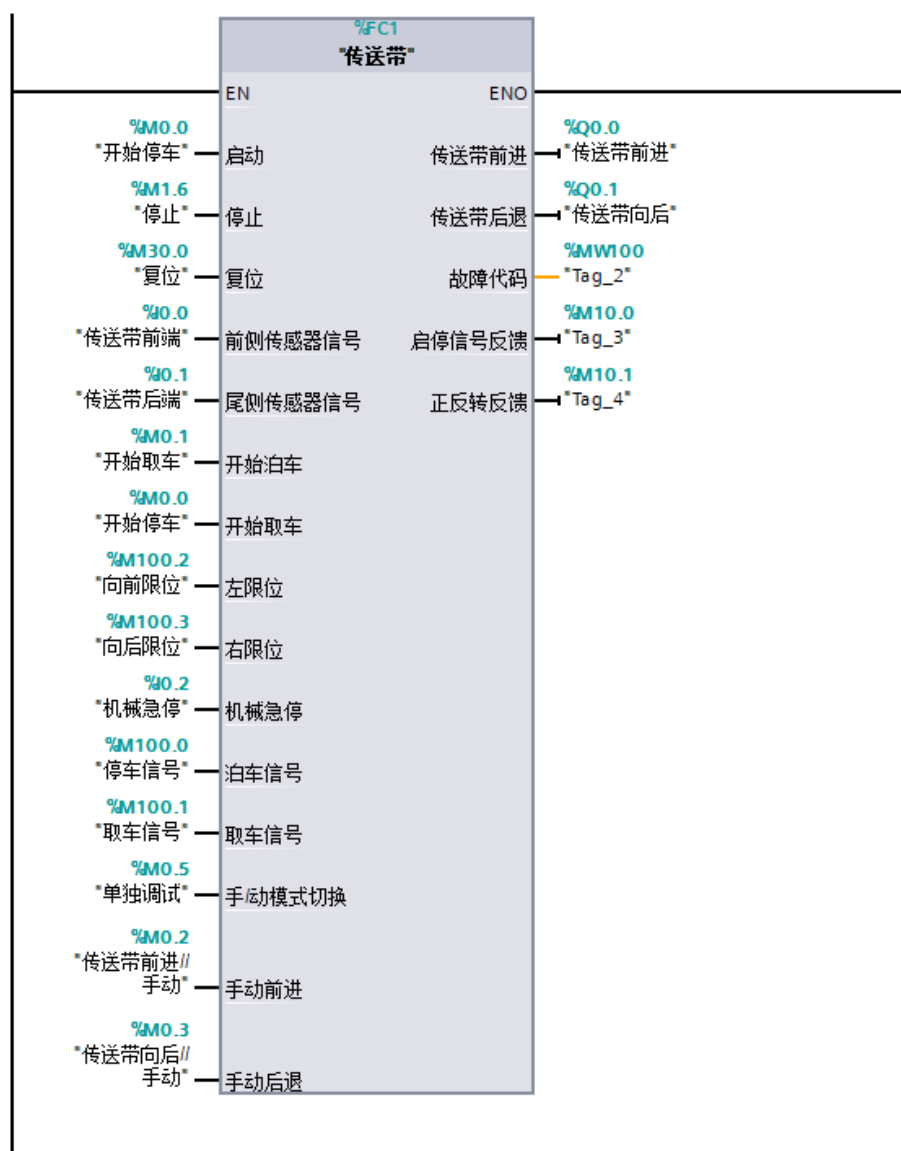 %FC1
"传送带"
EN ENO
%M0.0
"开始停车" 启动 传送带前进 %Q0.0 "传送带前进"
%M1.6
"停止" 停止 传送带后退 %Q0.1 "传送带向后"
%M30.0
"复位" 复位 故障代码 %MW100 "Tag_2"
%I0.0
"传送带前端" 前侧传感器信号 启停信号反馈 %M10.0 "Tag_3"
%I0.1
"传送带后端" 尾侧传感器信号 正反转反馈 %M10.1 "Tag_4"
%M0.1
"开始取车" 开始泊车
%M0.0
"开始停车" 开始取车
%M100.2
"向前限位" 左限位
%M100.3
"向后限位" 右限位
%I0.2
"机械急停" 机械急停
%M100.0
"停车信号" 泊车信号
%M100.1
"取车信号" 取车信号
%M0.5
"单独调试" 手/动模式切换
%M0.2
"传送带前进//
手动" 手动前进
%M0.3
"传送带向后//
手动" 手动后退